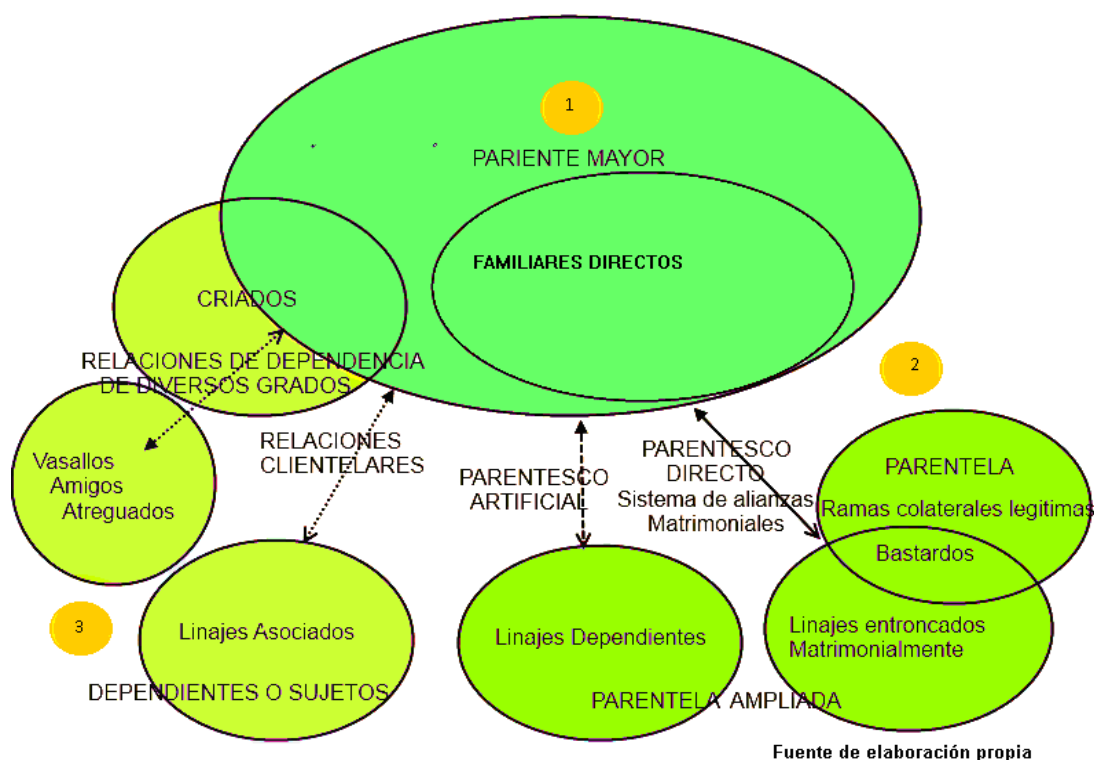 1
PARIENTE MAYOR
FAMILIARES DIRECTOS
CRIADOS
RELACIONES DE DEPENDENCIA
DE DIVERSOS GRADOS
2
RELACIONES
CLIENTELARES
PARENTESCO
ARTIFICIAL
PARENTESCO
DIRECTO
Sistema de alianzas
Matrimoniales
PARENTELA
Ramas colaterales legitimas
Bastardos
Vasallos
Amigos
Atreguados
3
Linajes Asociados
DEPENDIENTES O SUJETOS
Linajes Dependientes
Linajes entroncados
Matrimonialmente
PARENTELA AMPLIADA
Fuente de elaboración propia